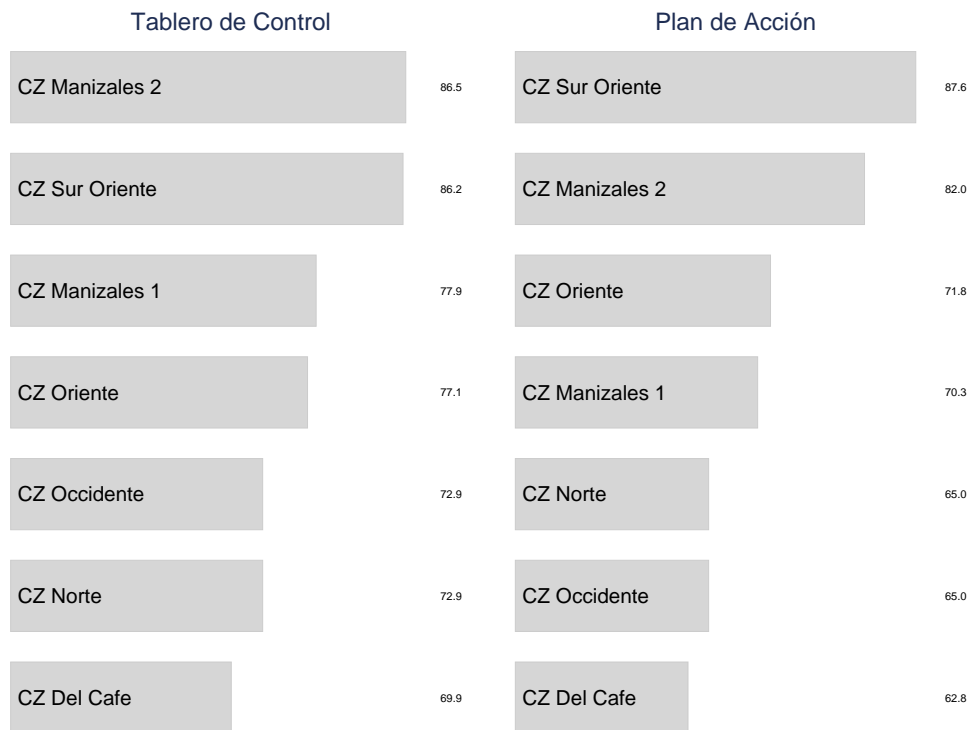 Tablero de Control
CZ Manizales 2 86.5
CZ Sur Oriente 86.2
CZ Manizales 1 77.9
CZ Oriente 77.1
CZ Occidente 72.9
CZ Norte 72.9
CZ Del Cafe 69.9
Plan de Acción
CZ Sur Oriente 87.6
CZ Manizales 2 82.0
CZ Oriente 71.8
CZ Manizales 1 70.3
CZ Norte 65.0
CZ Occidente 65.0
CZ Del Cafe 62.8